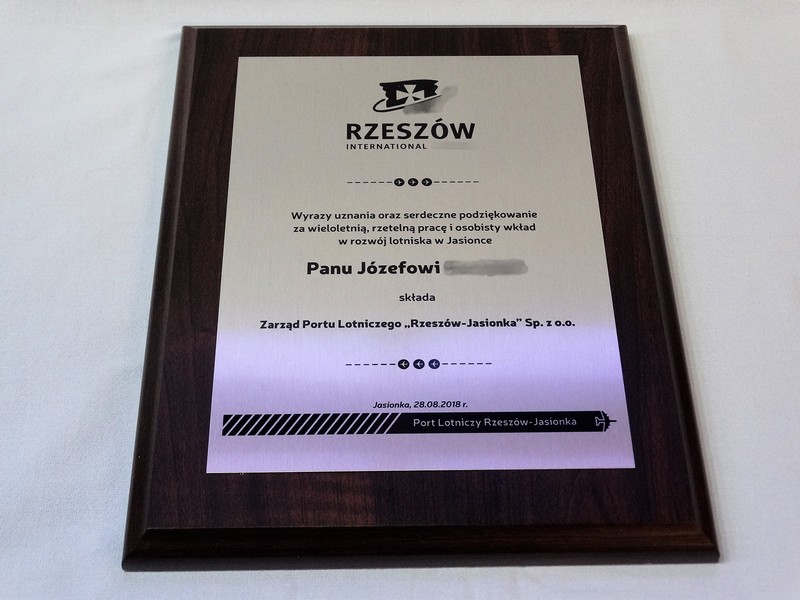 RZESZÓW
INTERNATIONAL
Wyrazy uznania oraz serdeczne podziękowanie
za wieloletnią, rzetelną pracę i osobisty wkład
w rozwój lotniska w Jasionce
Panu Józefowi
składa
Zarząd Portu Lotniczego „Rzeszów-Jasionka” Sp. z o.o.
Jasionka, 28.08.2018 r.
Port Lotniczy Rzeszów-Jasionka